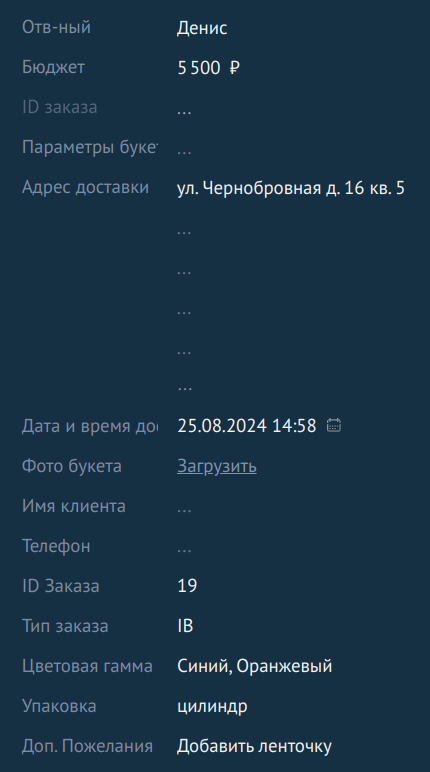 Отв-ный Денис
Бюджет 5 500 ₽
ID заказа ...
Параметры буке ...
Адрес доставки ул. Чернобровная д. 16 кв. 5
...
...
...
...
...
Дата и время дос 25.08.2024 14:58
Фото букета Загрузить
Имя клиента ...
Телефон ...
ID Заказа 19
Тип заказа IB
Цветовая гамма Синий, Оранжевый
Упаковка цилиндр
Доп. Пожелания Добавить ленточку